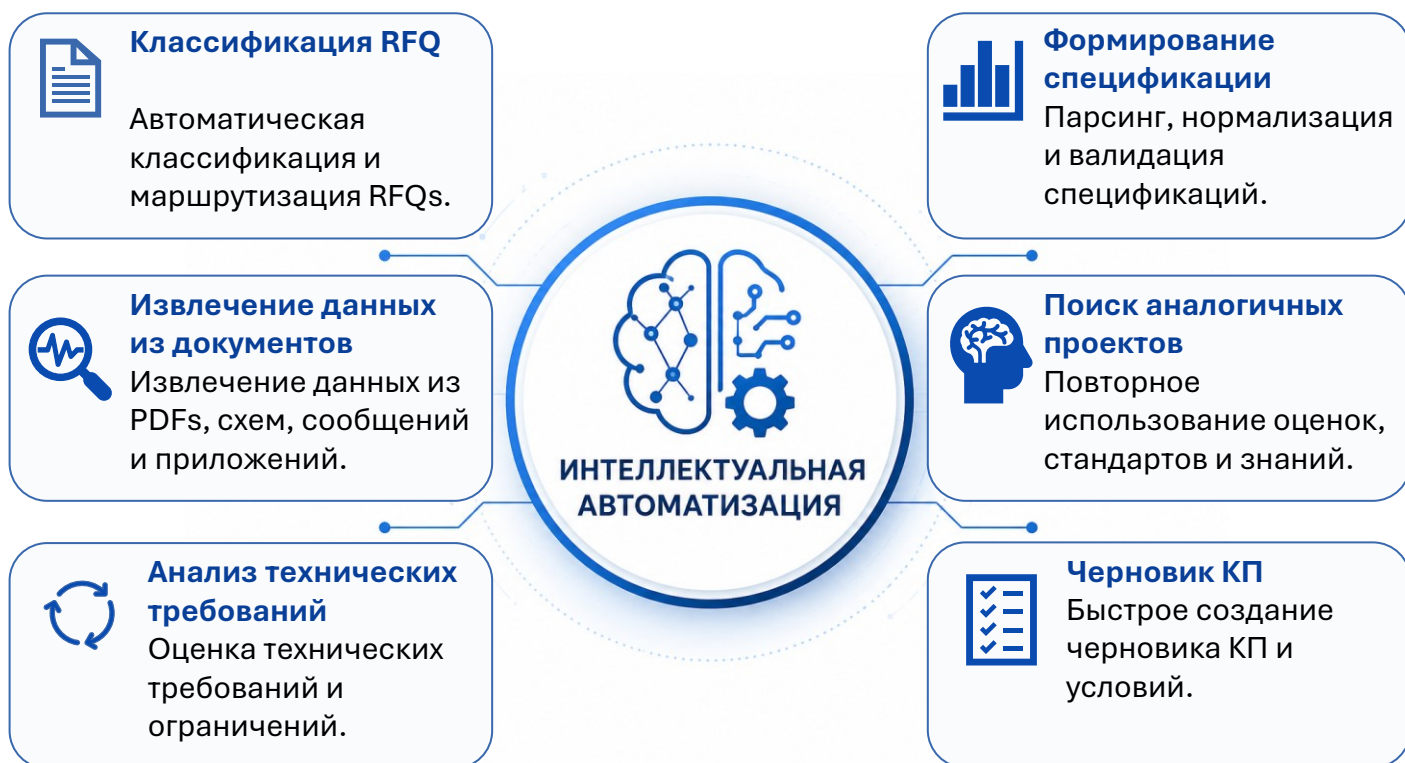 Классификация RFQ
Автоматическая
классификация и
маршрутизация RFQs.
Извлечение данных
из документов
Извлечение данных из
PDFs, схем, сообщений
и приложений.
Анализ технических
требований
Оценка технических
требований и
ограничений.
ИНТЕЛЛЕКТУАЛЬНАЯ
АВТОМАТИЗАЦИЯ
Формирование
спецификации
Парсинг, нормализация
и валидация
спецификаций.
Поиск аналогичных
проектов
Повторное
использование оценок,
стандартов и знаний.
Черновик КП
Быстрое создание
черновика КП и
условий.